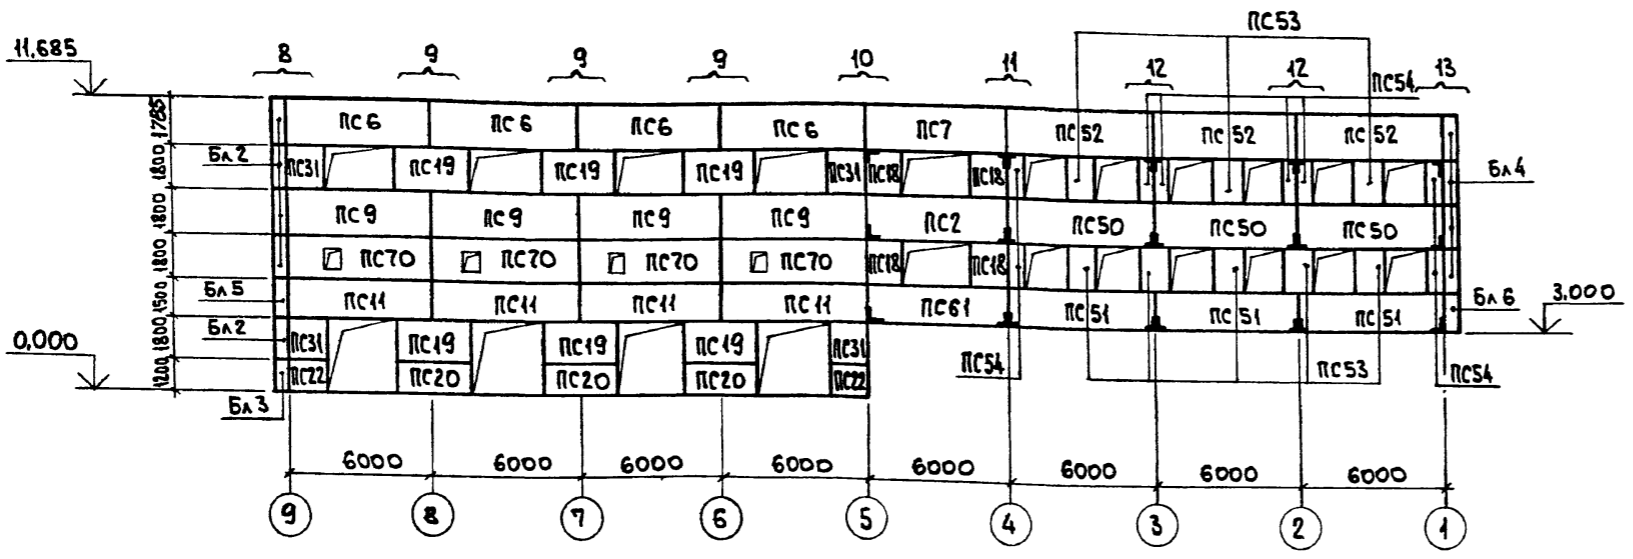 ПС53
11.685
8
9
9
9
10
11
12
12
ПС54
13
1785
ПС6
ПС6
ПС6
ПС6
ПС7
ПС52
ПС52
ПС52
1800
Бл2
ПС31
ПС19
ПС19
ПС19
ПС31
ПС18
ПС18
Бл4
1800
ПС9
ПС9
ПС9
ПС9
ПС2
ПС50
ПС50
ПС50
1800
ПС70
ПС70
ПС70
ПС70
ПС18
ПС18
1500
Бл5
ПС11
ПС11
ПС11
ПС11
ПС61
ПС51
ПС51
ПС51
Бл6
3.000
1800
Бл2
0,000
ПС31
ПС19
ПС19
ПС19
ПС31
1200
ПС22
ПС20
ПС20
ПС20
ПС22
ПС54
ПС53
ПС54
Бл3
6000
6000
6000
6000
6000
6000
6000
6000
9
8
7
6
5
4
3
2
1